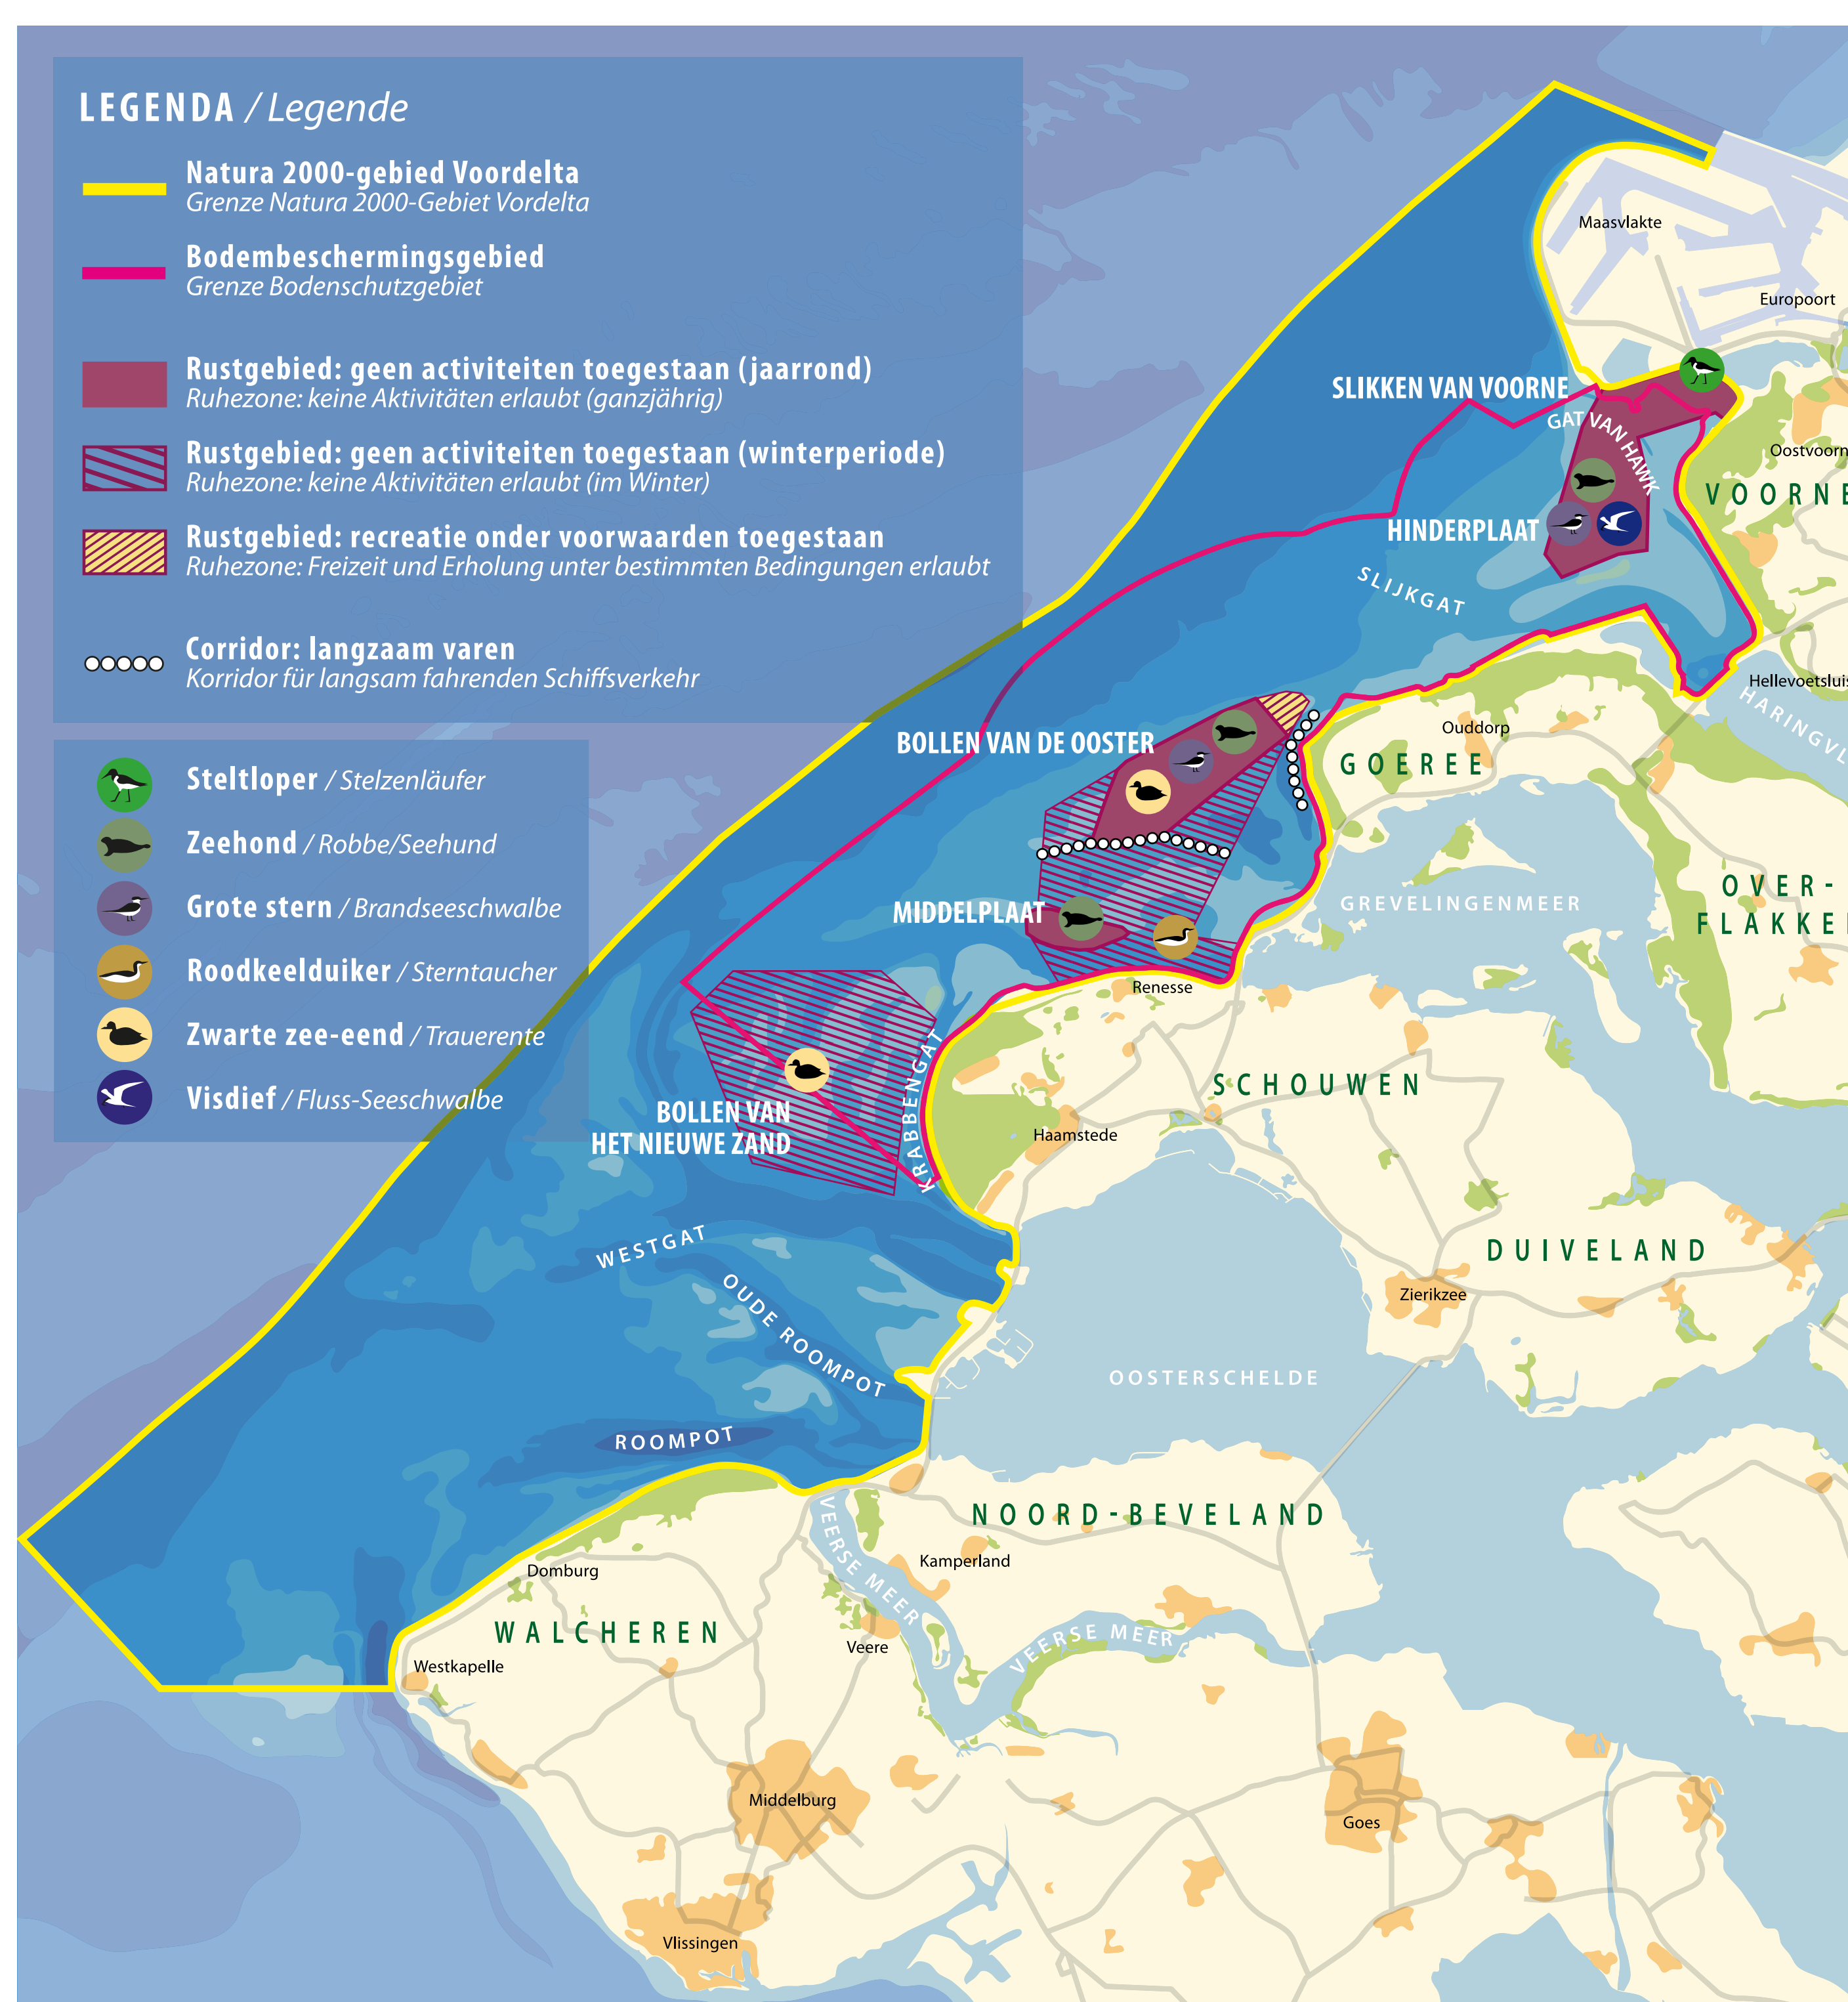 LEGENDA / Legende
Natura 2000-gebied Voordelta
Grenze Natura 2000-Gebiet Vordelta
Bodembeschermingsgebied
Grenze Bodenschutzgebiet
Rustgebied: geen activiteiten toegestaan (jaarrond)
Ruhezone: keine Aktivitäten erlaubt (ganzjährig)
Rustgebied: geen activiteiten toegestaan (winterperiode)
Ruhezone: keine Aktivitäten erlaubt (im Winter)
Rustgebied: recreatie onder voorwaarden toegestaan
Ruhezone: Freizeit und Erholung unter bestimmten Bedingungen erlaubt
Corridor: langzaam varen
Korridor für langsam fahrenden Schiffsverkehr
Steltloper / Stelzenläufer
Zeehond / Robbe/Seehund
Grote stern / Brandseeschwalbe
Roodkeelduiker / Sterntaucher
Zwarte zee-eend / Trauerente
Visdief / Fluss-Seeschwalbe
Maasvlakte
Europoort
SLIKKEN VAN VOORNE
GAT VAN HAWK
Oostvoorn
VOORNE
HINDERPLAAT
SLIJKGAT
Hellevoetsluis
HARINGVL
Ouddorp
BOLLEN VAN DE OOSTER
GOEREE
OVER-
FLAKKE
GREVELINGENMEER
MIDDELPLAAT
Renesse
KRABBENGAT
SCHOUWEN
BOLLEN VAN
HET NIEUWE ZAND
Haamstede
WESTGAT
DUIVELAND
OUDE ROOMPOT
Zierikzee
OOSTERSCHELDE
ROOMPOT
NOORD-BEVELAND
VEERSE MEER
Kamperland
Domburg
WALCHEREN
VEERSE MEER
Veere
Westkapelle
Middelburg
Goes
Vlissingen